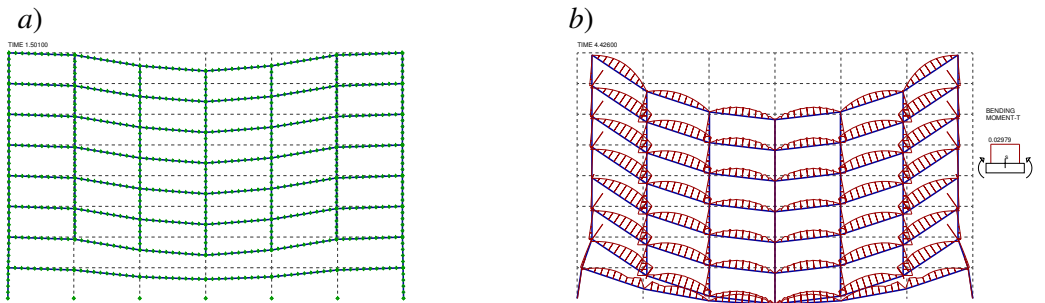 a)
b)
TIME 1.50100
TIME 4.42600
BENDING
MOMENT-T
0.02979